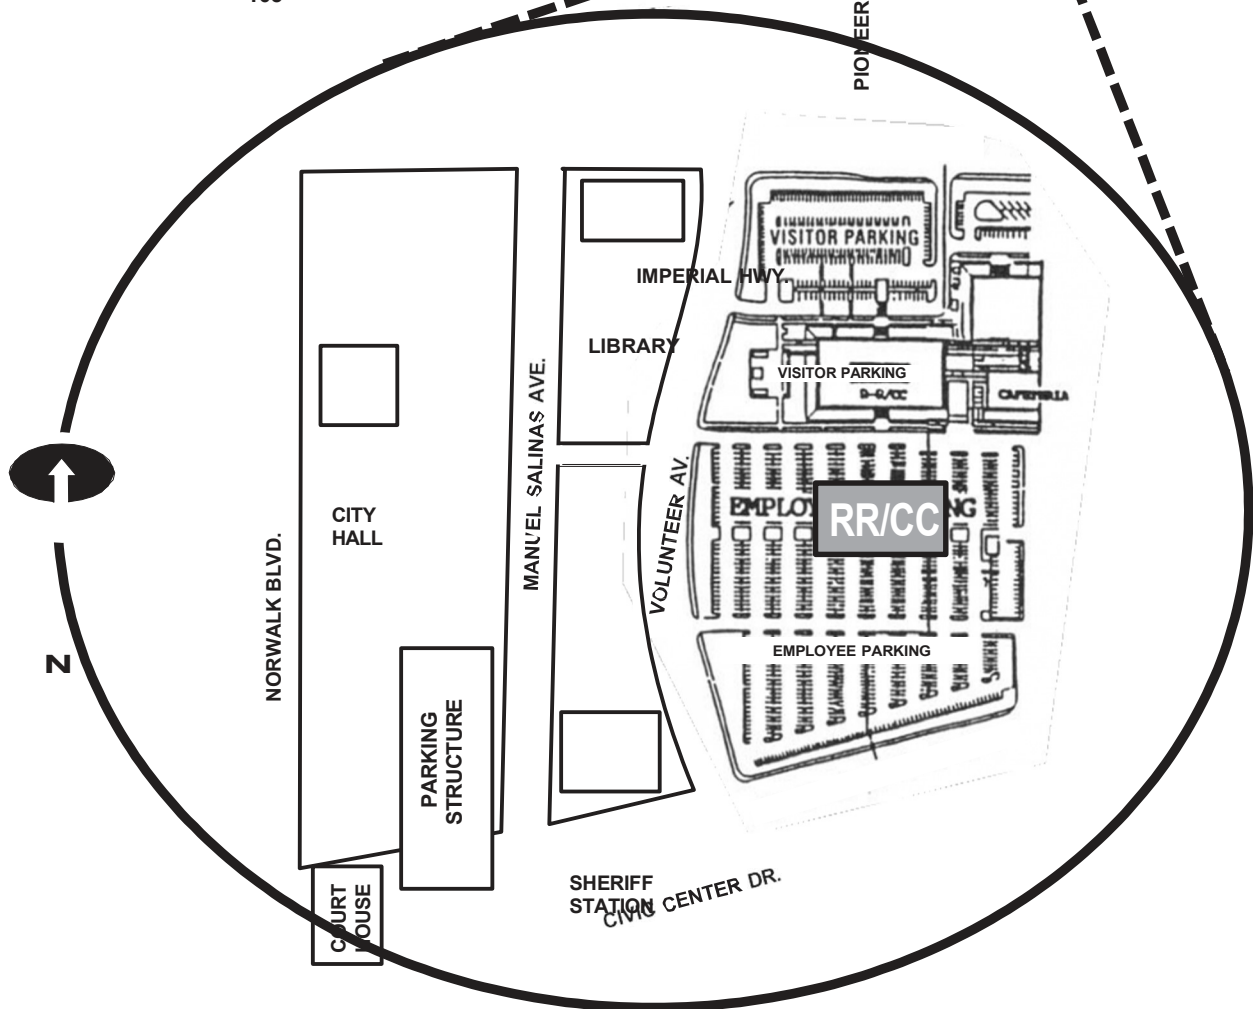 PIONEER
VISITOR PARKING
IMPERIAL HWY.
LIBRARY
VISITOR PARKING
CAFETERIA
MANUEL SALINAS AVE.
VOLUNTEER AV.
RR/CC
CITY
HALL
NORWALK BLVD.
N
EMPLOYEE PARKING
PARKING
STRUCTURE
SHERIFF
STATION
CIVIC CENTER DR.
COURT
HOUSE